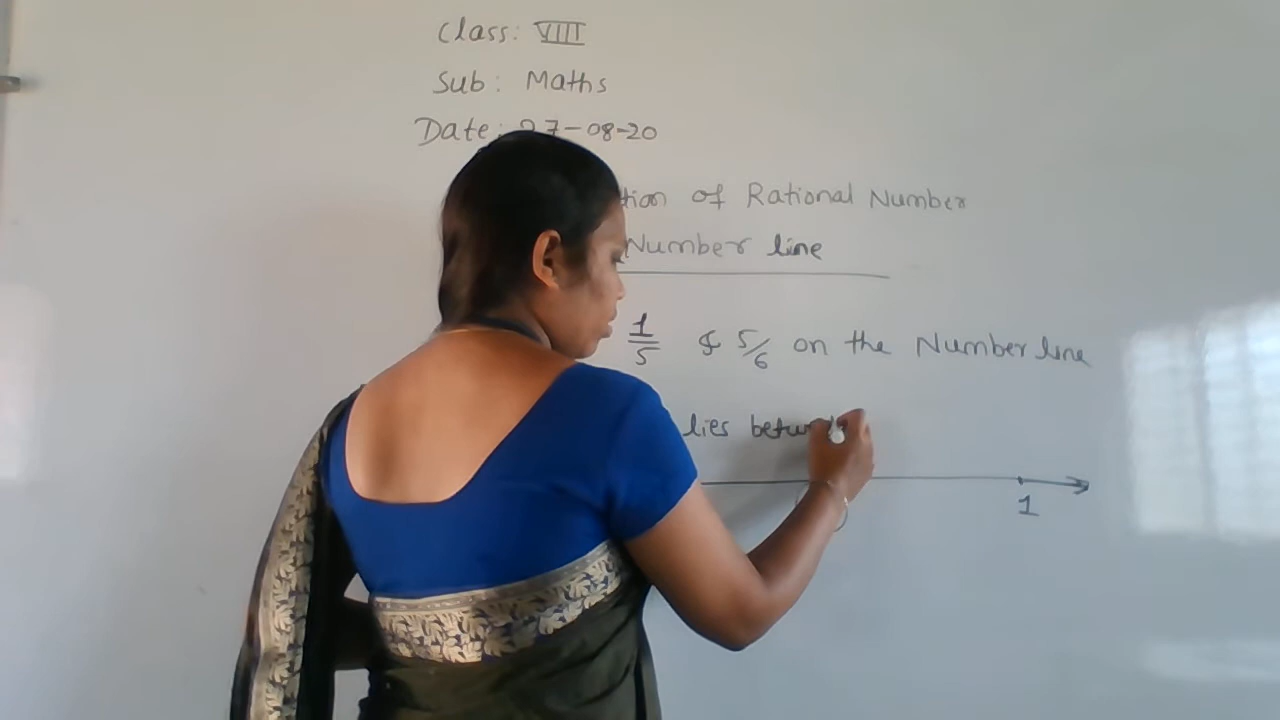 Class: VIII
Sub: Maths
Date: 27-08-20
tion of Rational Number
Number line
1/5 & 5/6 on the Number line
lies betw
1